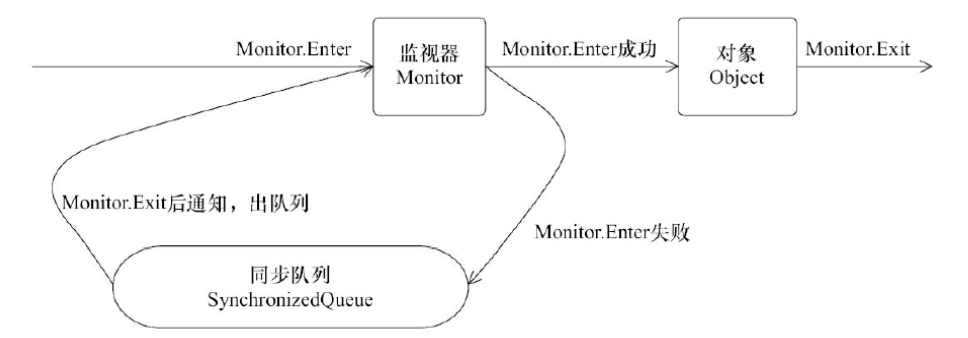 Monitor.Enter
监视器
Monitor
Monitor.Enter成功
对象
Object
Monitor.Exit
Monitor.Exit后通知，出队列
Monitor.Enter失败
同步队列
SynchronizedQueue